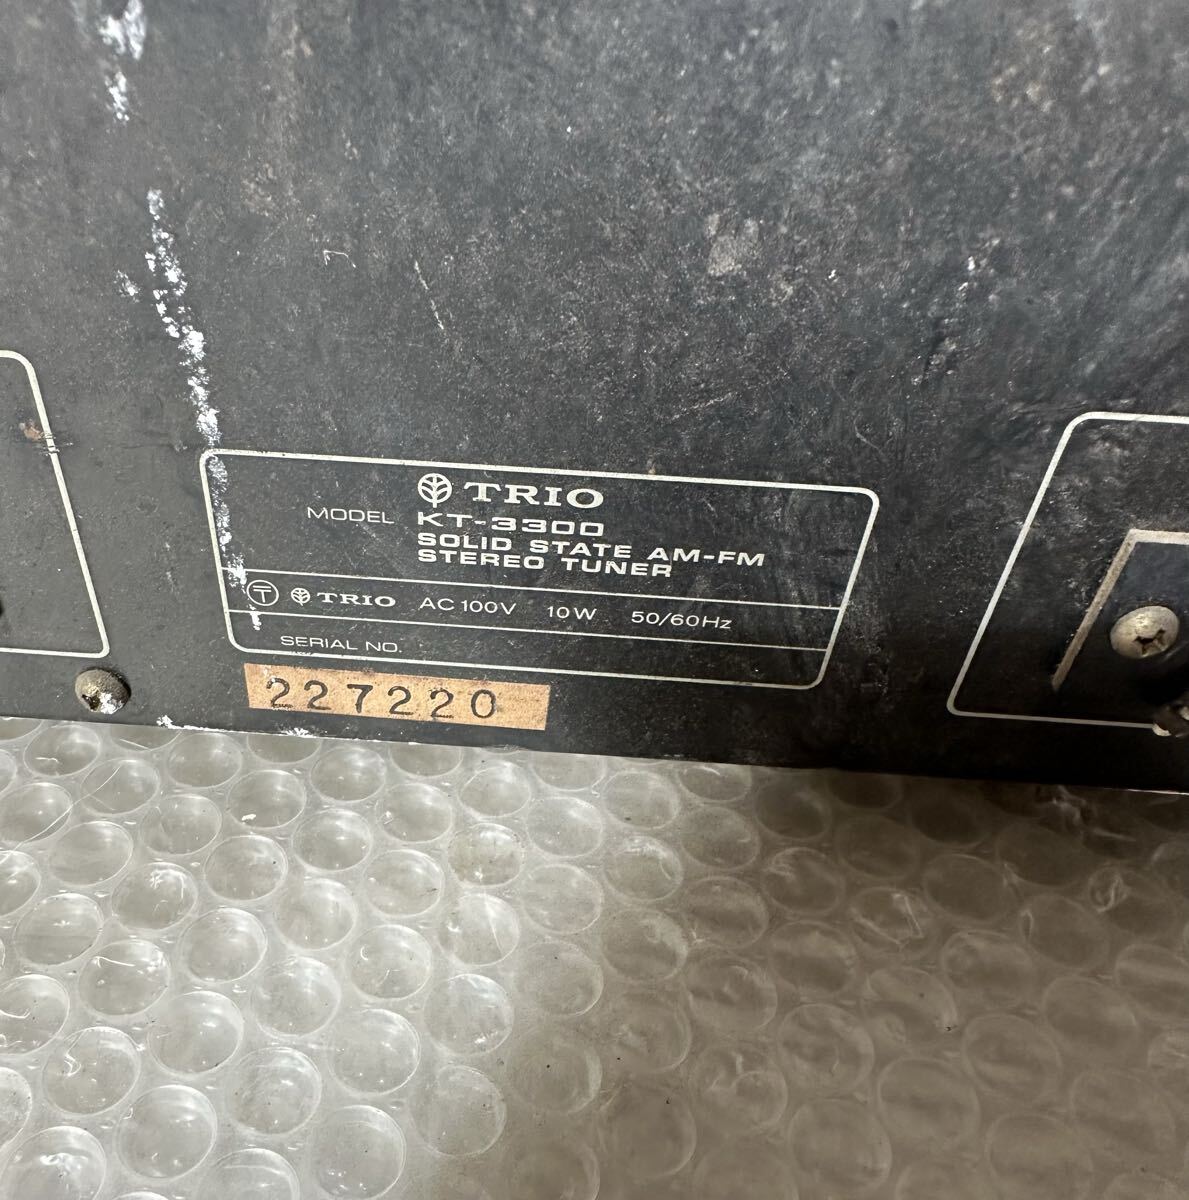 TRIO
MODEL KT-3300
SOLID STATE AM-FM
STEREO TUNER
〒 TRIO AC 100V 10W 50/60Hz
SERIAL NO.
227220